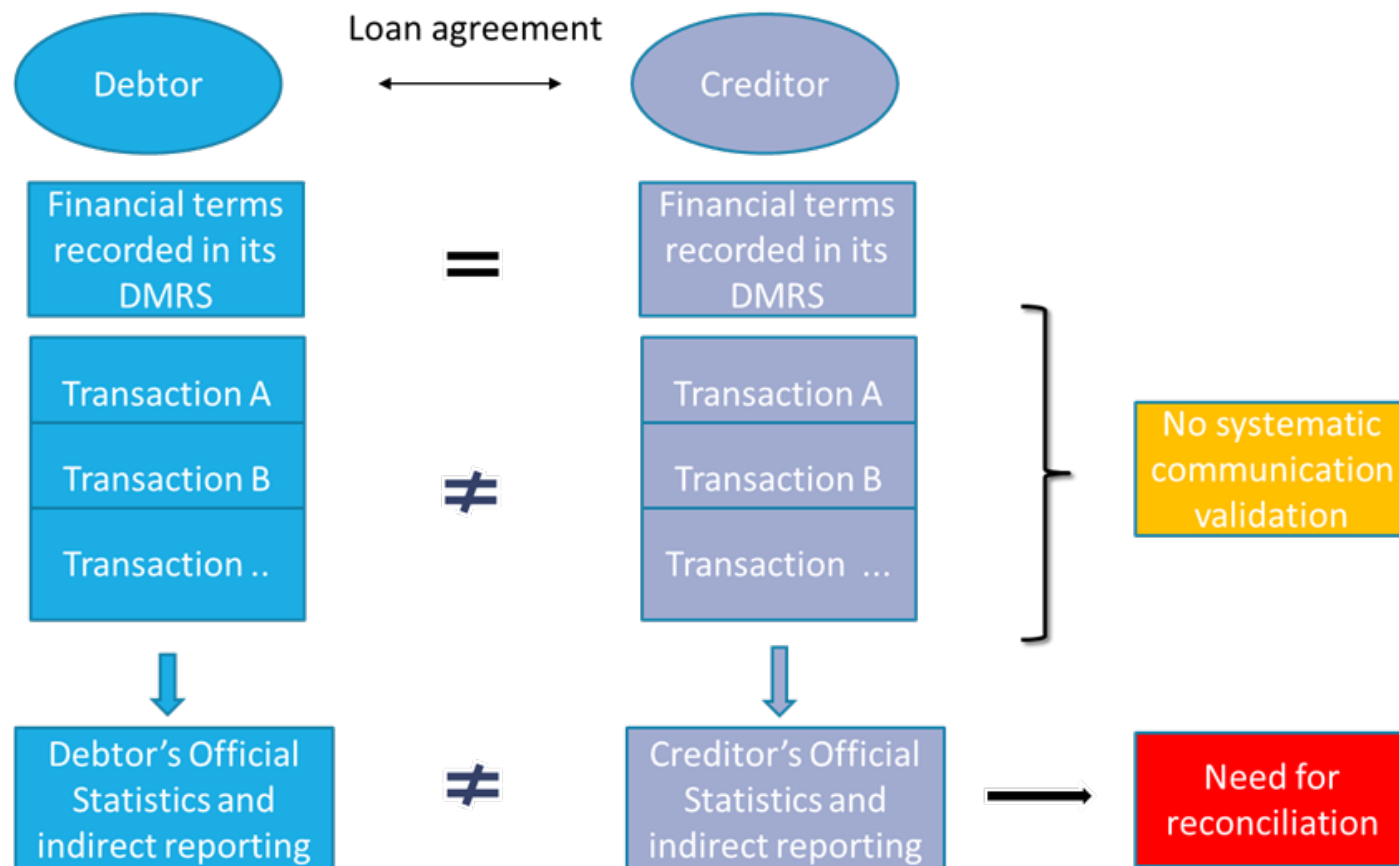 Loan agreement
Debtor
Creditor
Financial terms
recorded in its
DMRS
=
Financial terms
recorded in its
DMRS
Transaction A
Transaction B
Transaction ..
≠
Transaction A
Transaction B
Transaction ...
No systematic
communication
validation
Debtor’s Official
Statistics and
indirect reporting
≠
Creditor’s Official
Statistics and
indirect reporting
Need for
reconciliation